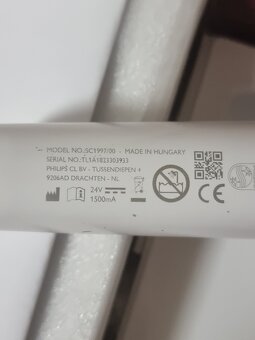 MODEL NO.:SC1997/00 - MADE IN HUNGARY
SERIAL NO.:TL1A1823303933
PHILIPS CL BV - TUSSENDIEPEN 4
9206AD DRACHTEN - NL
24V
1500mA
CE